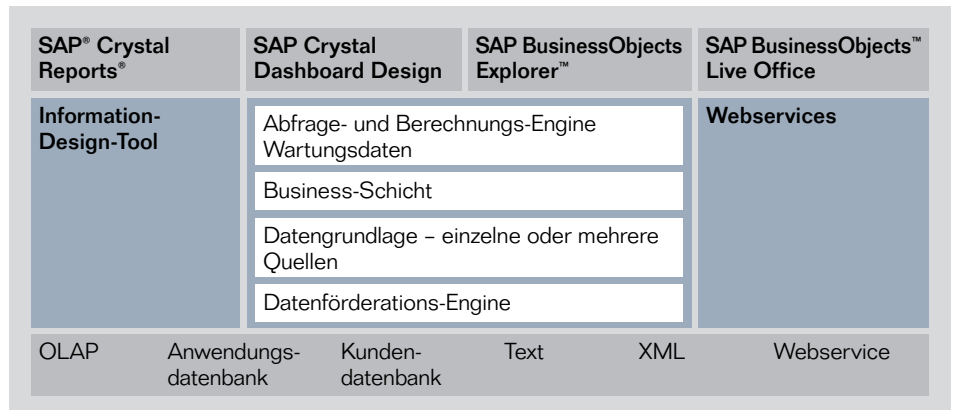 SAP® Crystal
Reports®
SAP Crystal
Dashboard Design
SAP BusinessObjects
Explorer™
SAP BusinessObjects™
Live Office
Information-
Design-Tool
Abfrage- und Berechnungs-Engine
Wartungsdaten
Business-Schicht
Datengrundlage – einzelne oder mehrere
Quellen
Datenförderations-Engine
Webservices
OLAP
Anwendungs-
datenbank
Kunden-
datenbank
Text
XML
Webservice